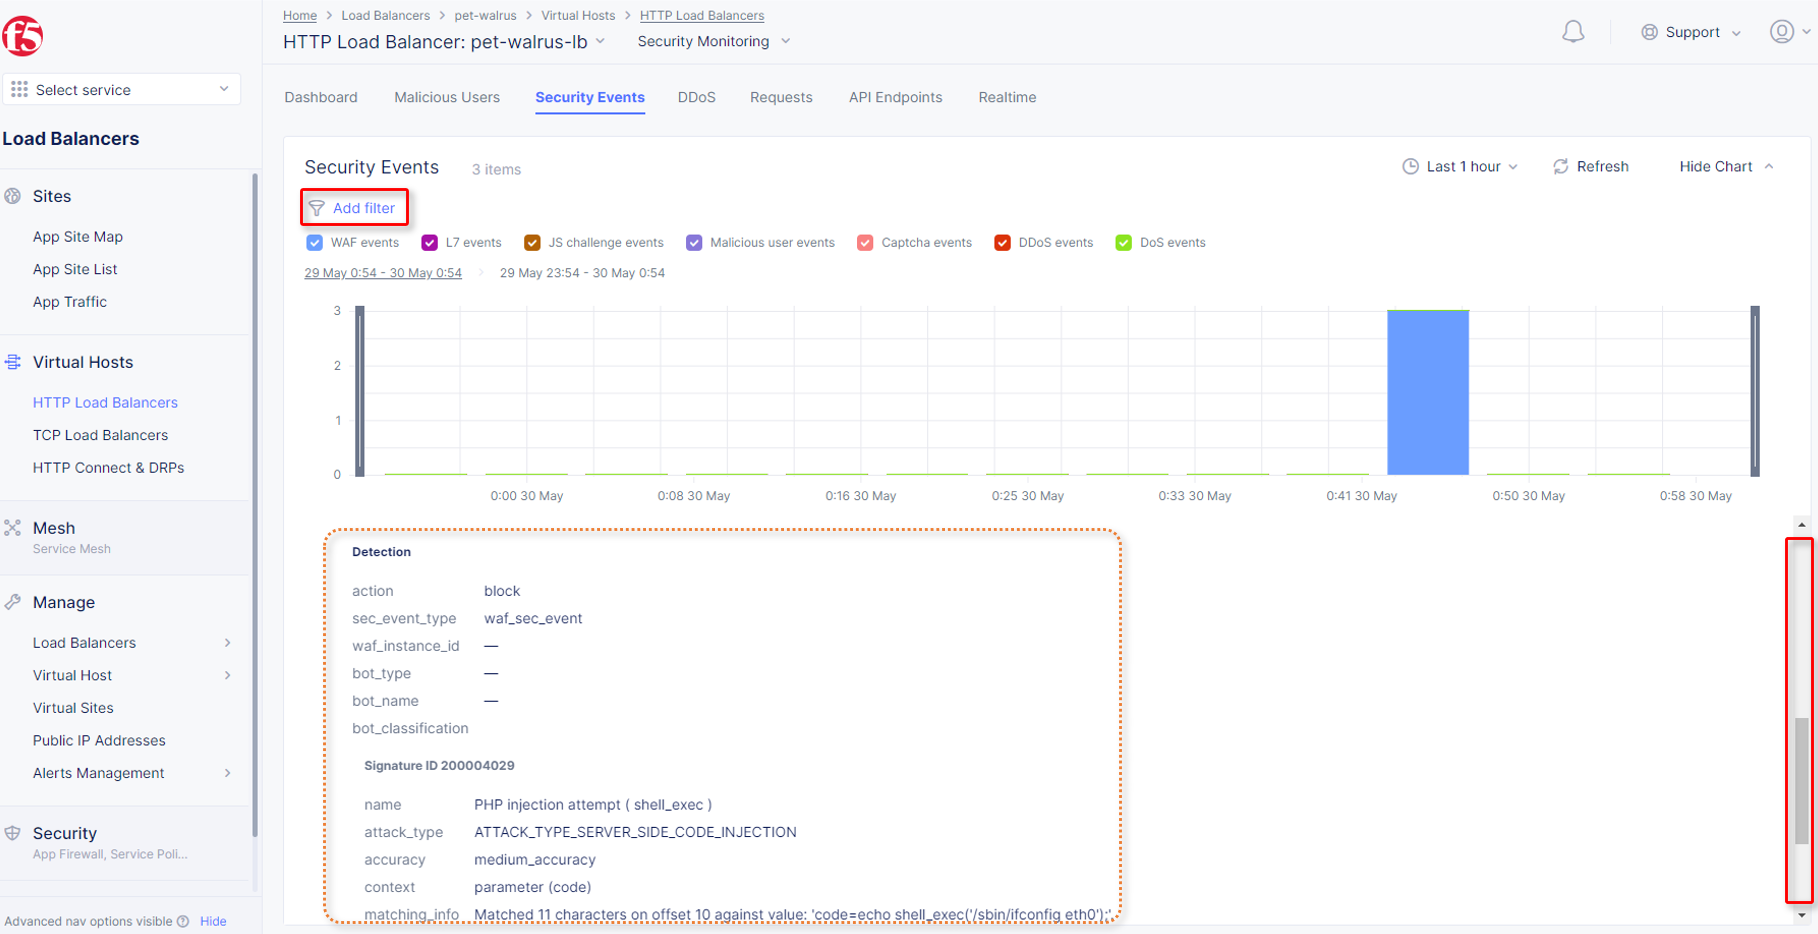 f5
Home > Load Balancers > pet-walrus > Virtual Hosts > HTTP Load Balancers
HTTP Load Balancer: pet-walrus-lb
Security Monitoring
Support
Select service
Load Balancers
Sites
App Site Map
App Site List
App Traffic
Virtual Hosts
HTTP Load Balancers
TCP Load Balancers
HTTP Connect & DRPs
Mesh
Service Mesh
Manage
Load Balancers
Virtual Host
Virtual Sites
Public IP Addresses
Alerts Management
Security
App Firewall, Service Poli...
Advanced nav options visible ? Hide
Dashboard Malicious Users Security Events DDoS Requests API Endpoints Realtime
Security Events 3 items
Last 1 hour Refresh Hide Chart
Add filter
WAF events L7 events JS challenge events Malicious user events Captcha events DDoS events DoS events
29 May 0:54 - 30 May 0:54 > 29 May 23:54 - 30 May 0:54
3
2
1
0
0:00 30 May 0:08 30 May 0:16 30 May 0:25 30 May 0:33 30 May 0:41 30 May 0:50 30 May 0:58 30 May
Detection
action block
sec_event_type waf_sec_event
waf_instance_id —
bot_type —
bot_name —
bot_classification
Signature ID 200004029
name PHP injection attempt ( shell_exec )
attack_type ATTACK_TYPE_SERVER_SIDE_CODE_INJECTION
accuracy medium_accuracy
context parameter (code)
matching_info Matched 11 characters on offset 10 against value: 'code=echo shell_exec('/sbin/ifconfig eth0');'